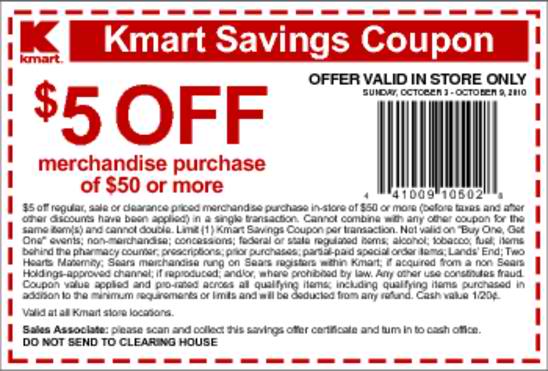 Kmart Savings Coupon
kmart.
OFFER VALID IN STORE ONLY
SUNDAY, OCTOBER 3 - OCTOBER 9, 2010
$5 OFF
merchandise purchase
of $50 or more
4 41009 10502 8
$5 off regular, sale or clearance priced merchandise purchase in-store of $50 or more (before taxes and after
other discounts have been applied) in a single transaction. Cannot combine with any other coupon for the
same item(s) and cannot double. Limit (1) Kmart Savings Coupon per transaction. Not valid on "Buy One, Get
One" events; non-merchandise; concessions; federal or state regulated items; alcohol; tobacco; fuel; items
behind the pharmacy counter; prescriptions; prior purchases; partial-paid special order items; Lands' End; Two
Hearts Maternity; Sears merchandise rung on Sears registers within Kmart; if acquired from a non Sears
Holdings-approved channel; if reproduced; and/or, where prohibited by law. Any other use constitutes fraud.
Coupon value applied and pro-rated across all qualifying items; including qualifying items purchased in
addition to the minimum requirements or limits and will be deducted from any refund. Cash value 1/20¢.
Valid at all Kmart store locations.
Sales Associate: please scan and collect this savings offer certificate and turn in to cash office.
DO NOT SEND TO CLEARING HOUSE